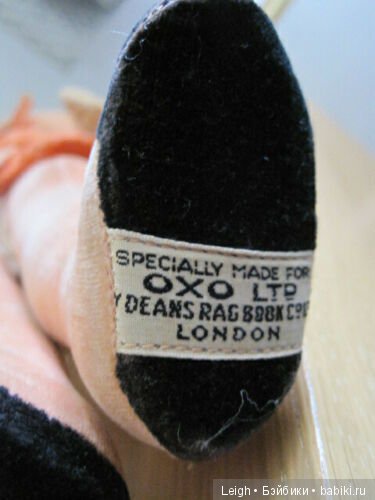 SPECIALLY MADE FOR
OXO LTD
Y DEANS RAG BOOK CO
LONDON
Leigh • Бэйбики • babiki.ru